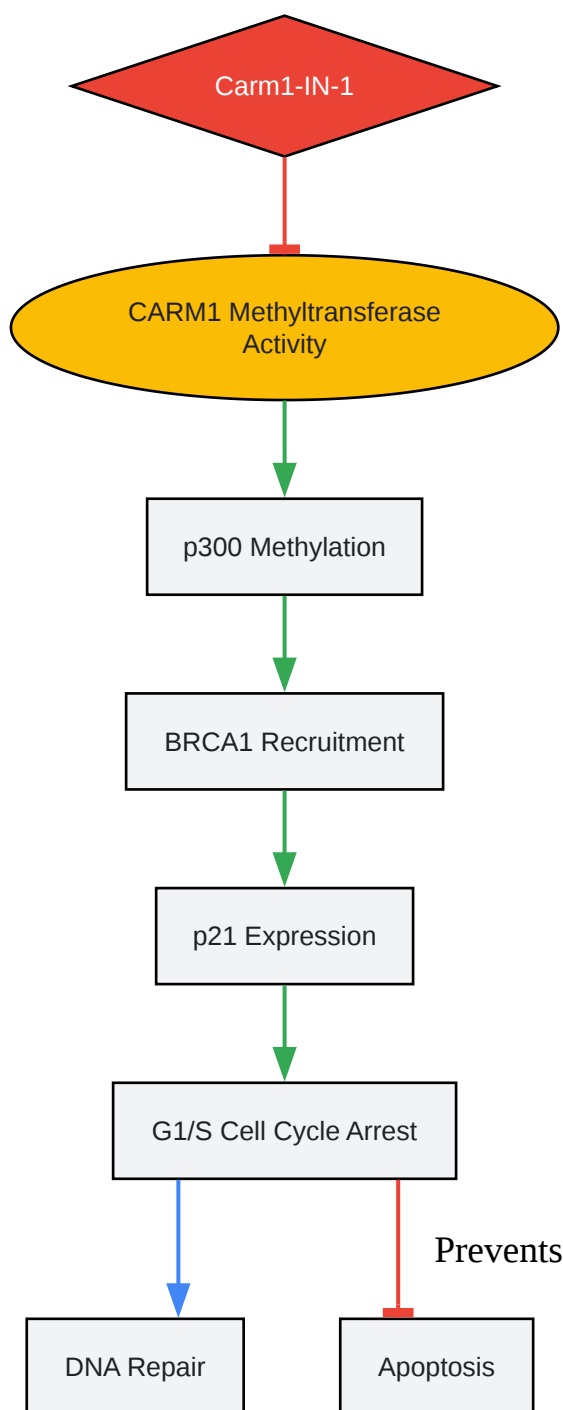 Carm1-IN-1
CARM1 Methyltransferase
Activity
p300 Methylation
BRCA1 Recruitment
p21 Expression
G1/S Cell Cycle Arrest
Prevents
DNA Repair
Apoptosis